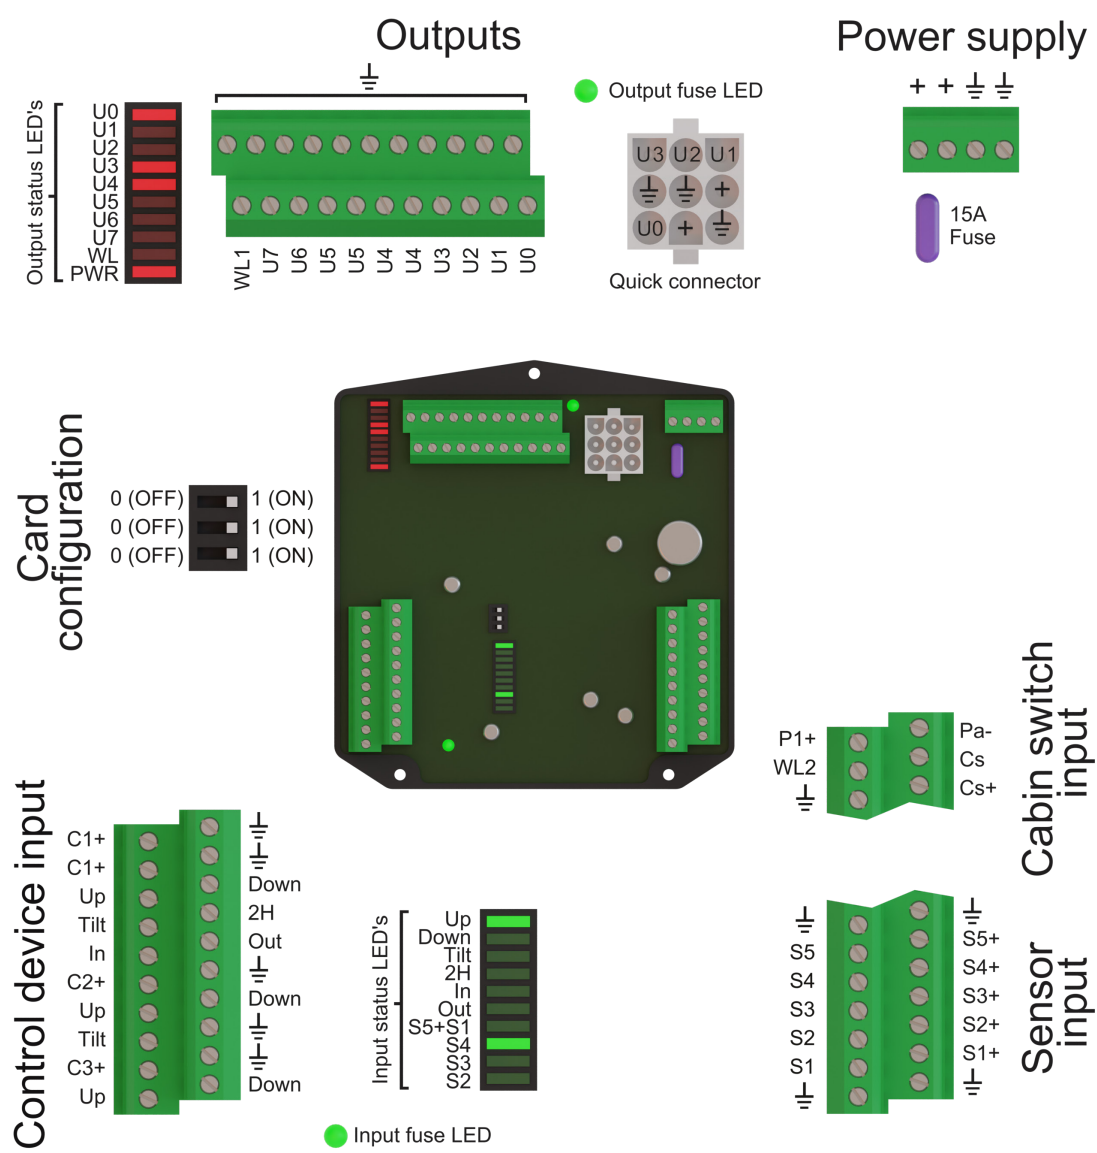 Outputs
Power supply
+ +
Output status LED's
U0
U1
U2
U3
U4
U5
U6
U7
WL
PWR
WL1 U7 U6 U5 U5 U4 U4 U3 U2 U1 U0
Output fuse LED
U3 U2 U1
+
U0 +
Quick connector
15A
Fuse
Card
configuration
0 (OFF) 1 (ON)
0 (OFF) 1 (ON)
0 (OFF) 1 (ON)
Cabin switch
input
P1+
WL2
Pa-
Cs
Cs+
Control device input
C1+
C1+
Up
Tilt
In
C2+
Up
Tilt
C3+
Up
Down
2H
Out
Down
Down
Input status LED's
Up
Down
Tilt
2H
In
Out
S5+S1
S4
S3
S2
Input fuse LED
S5
S4
S3
S2
S1
S5+
S4+
S3+
S2+
S1+
Sensor
input